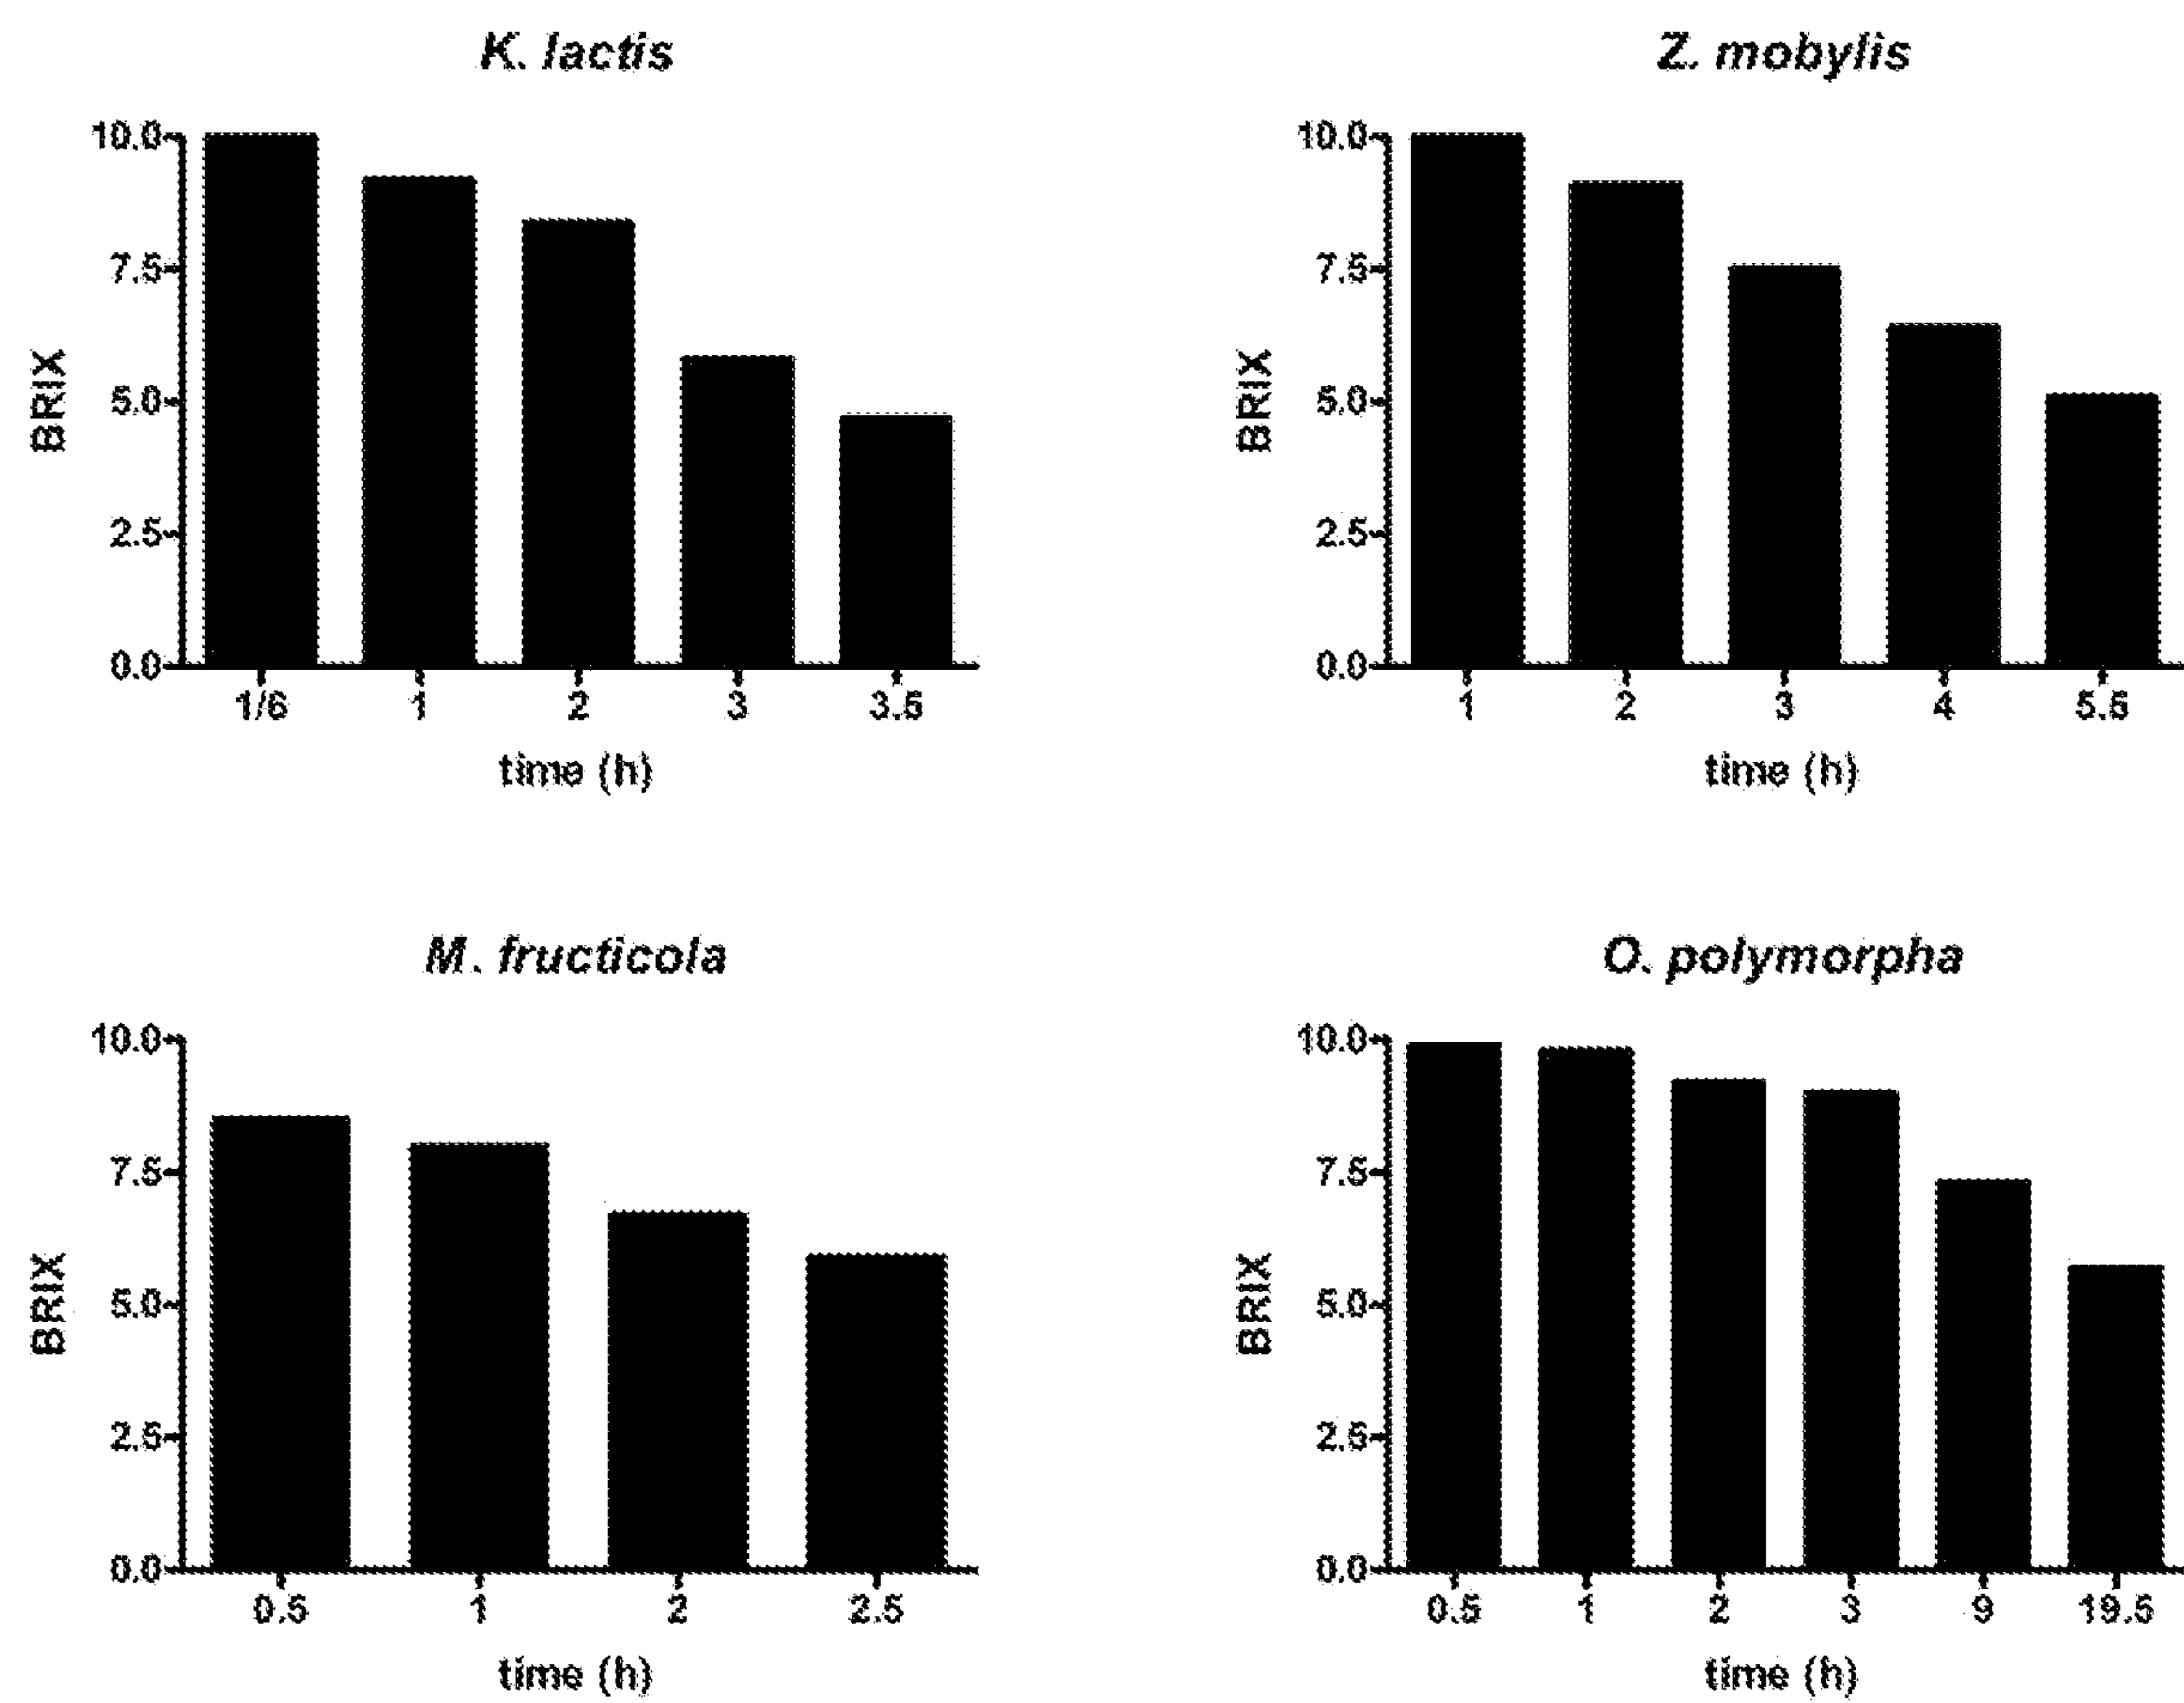 K. lactis
10.0
7.5
5.0
2.5
0.0
BRIX
1/6 1 2 3 3.5
time (h)
Z. mobylis
10.0
7.5
5.0
2.5
0.0
BRIX
1 2 3 4 5.5
time (h)
M. fructicola
10.0
7.5
5.0
2.5
0.0
BRIX
0.5 1 2 2.5
time (h)
O. polymorpha
10.0
7.5
5.0
2.5
0.0
BRIX
0.5 1 2 3 9 19.5
time (h)